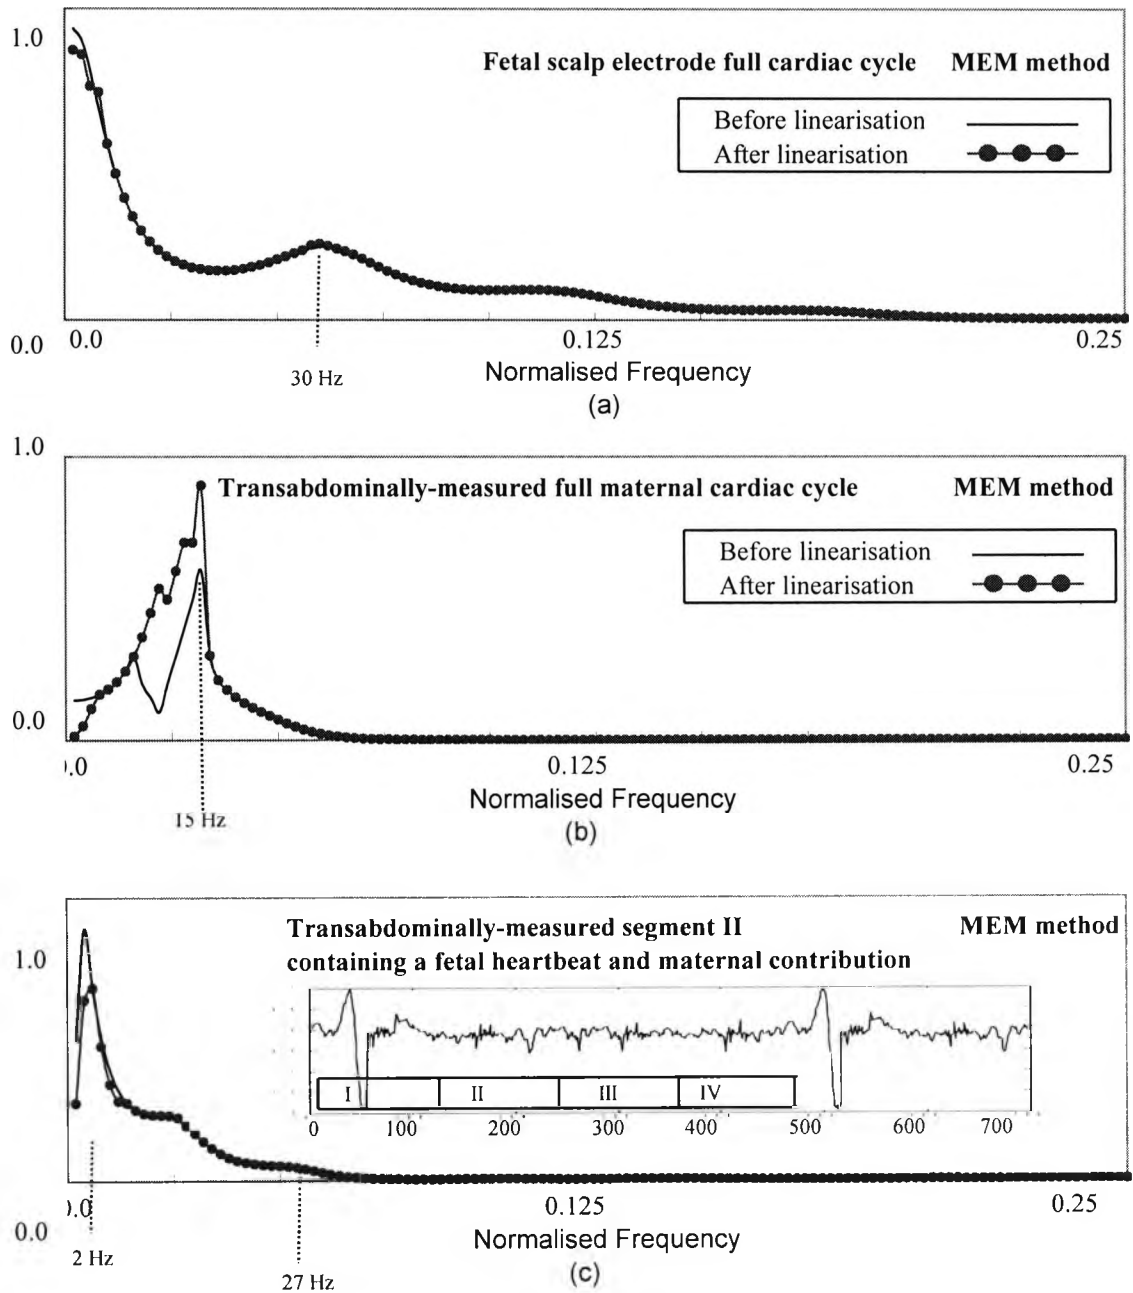 1.0
Fetal scalp electrode full cardiac cycle MEM method
Before linearisation
After linearisation
0.0
0.0 0.125 0.25
30 Hz
Normalised Frequency
(a)
1.0
Transabdominally-measured full maternal cardiac cycle MEM method
Before linearisation
After linearisation
0.0
).0 0.125 0.25
Normalised Frequency
15 Hz
(b)
Transabdominally-measured segment II MEM method
containing a fetal heartbeat and maternal contribution
1.0
I II III IV
0 100 200 300 400 500 600 700
).0 0.125 0.25
0.0
Normalised Frequency
2 Hz
27 Hz
(c)